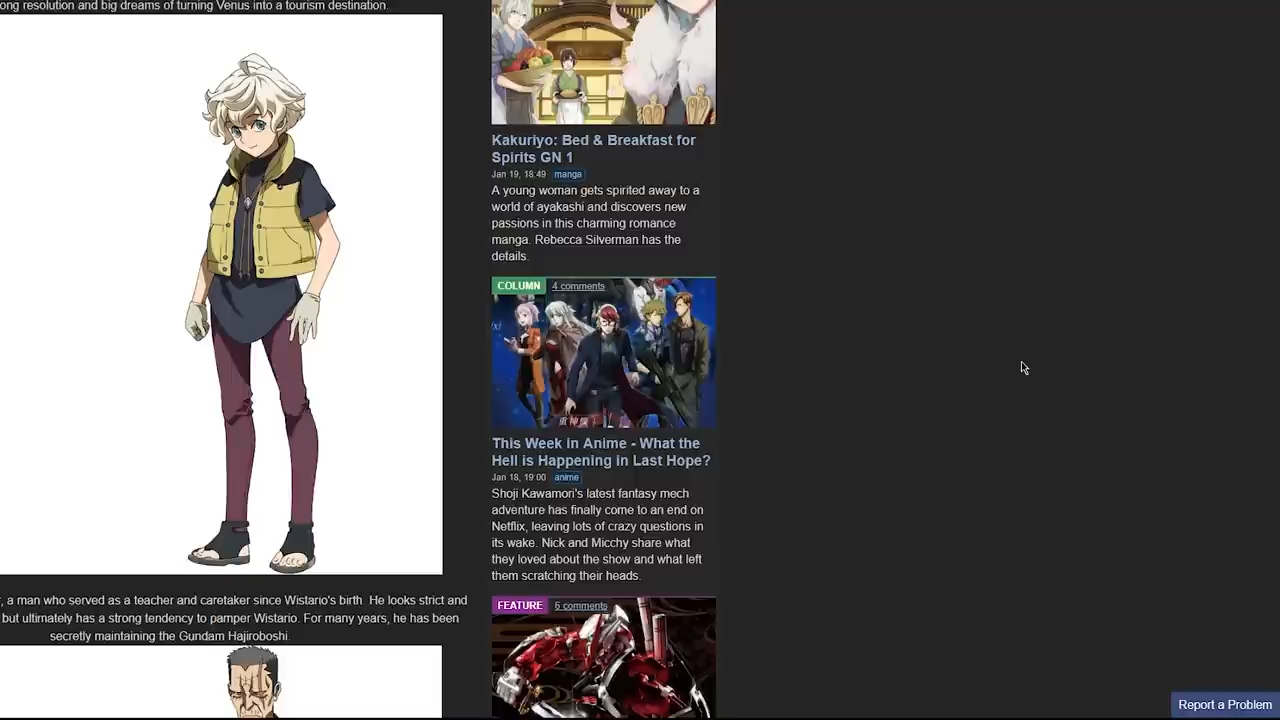 ong resolution and big dreams of turning Venus into a tourism destination.
, a man who served as a teacher and caretaker since Wistario's birth. He looks strict and
but ultimately has a strong tendency to pamper Wistario. For many years, he has been
secretly maintaining the Gundam Hajiroboshi.
Kakuriyo: Bed & Breakfast for
Spirits GN 1
Jan 19, 18:49 manga
A young woman gets spirited away to a
world of ayakashi and discovers new
passions in this charming romance
manga. Rebecca Silverman has the
details.
COLUMN 4 comments
重神機
This Week in Anime - What the
Hell is Happening in Last Hope?
Jan 18, 19:00 anime
Shoji Kawamori's latest fantasy mech
adventure has finally come to an end on
Netflix, leaving lots of crazy questions in
its wake. Nick and Micchy share what
they loved about the show and what left
them scratching their heads.
FEATURE 5 comments
Report a Problem